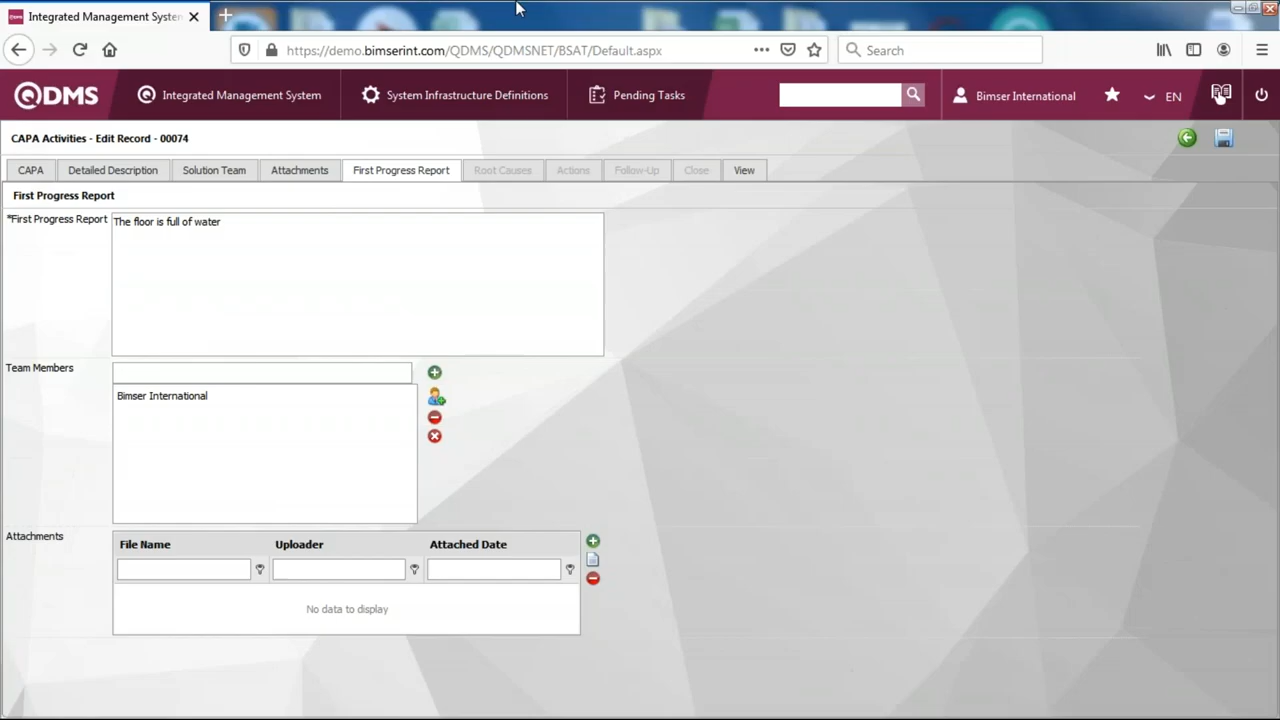 Integrated Management System
https://demo.bimserint.com/QDMS/QDMSNET/BSAT/Default.aspx
Search
QDMS
Integrated Management System
System Infrastructure Definitions
Pending Tasks
Bimser International
EN
CAPA Activities - Edit Record - 00074
CAPA
Detailed Description
Solution Team
Attachments
First Progress Report
Root Causes
Actions
Follow-Up
Close
View
First Progress Report
*First Progress Report
The floor is full of water
Team Members
Bimser International
Attachments
File Name
Uploader
Attached Date
No data to display